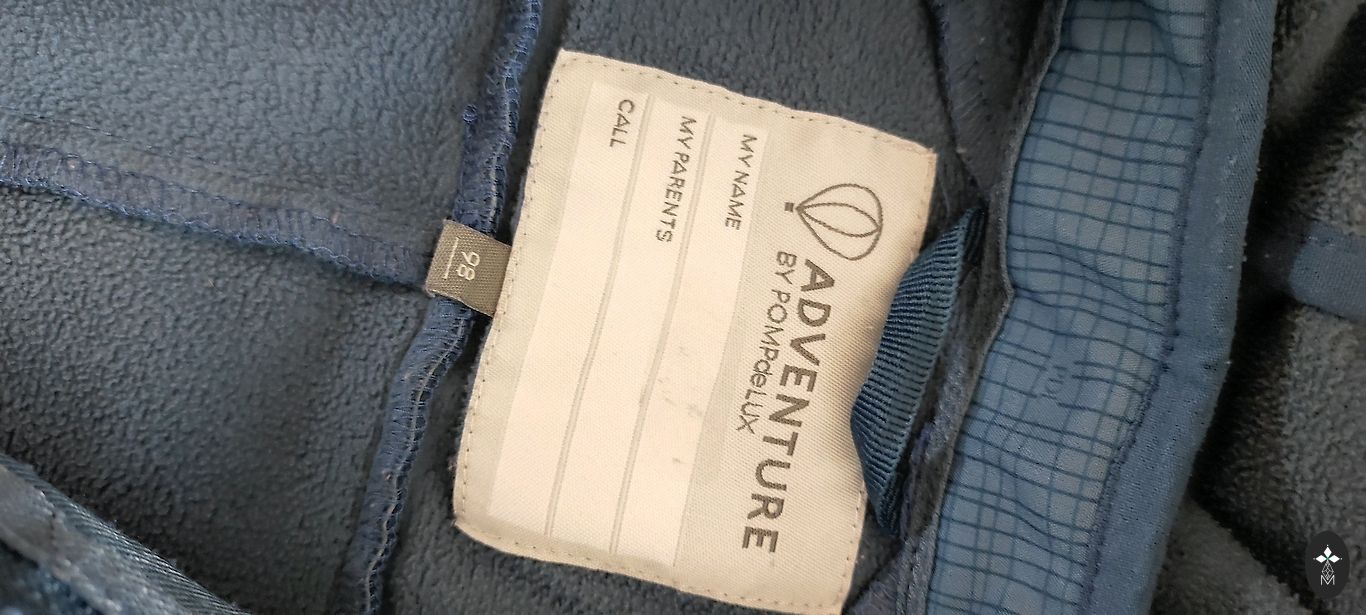 ADVENTURE
BY POMPdeLUX
MY NAME
MY PARENTS
CALL
98
M